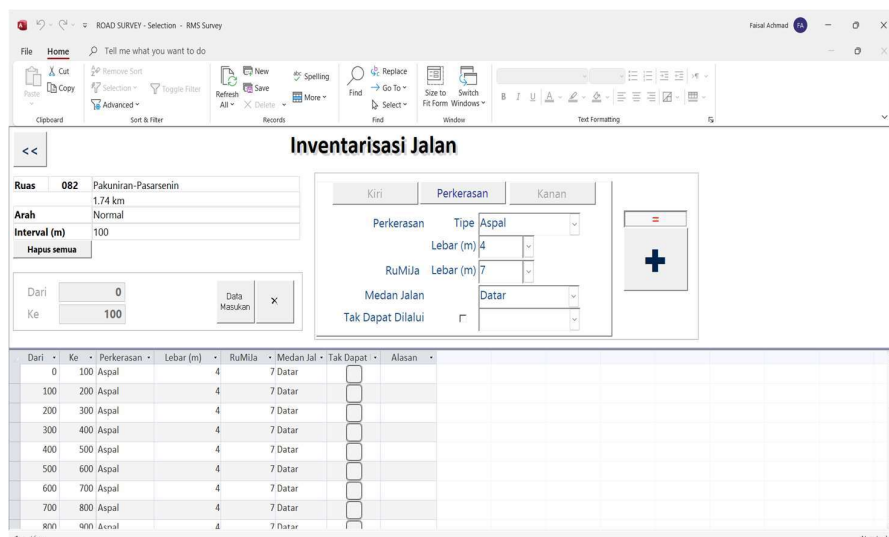 ROAD SURVEY - Selection - RMS Survey
Faisal Achmad FA
File Home Tell me what you want to do
Paste
Cut
Copy
Clipboard
Remove Sort
Selection
Advanced
Toggle Filter
Sort & Filter
Refresh All
New
Save
Delete
Spelling
More
Records
Find
Replace
Go To
Select
Find
Size to Fit Form
Switch Windows
Window
B I U A
Text Formatting
<<
Inventarisasi Jalan
Ruas 082 Pakuniran-Pasarsenin
1.74 km
Arah Normal
Interval (m) 100
Hapus semua
Dari 0
Ke 100
Data Masukan
×
Kiri Perkerasan Kanan
Perkerasan Tipe Aspal
Lebar (m) 4
RuMiJa Lebar (m) 7
Medan Jalan Datar
Tak Dapat Dilalui
=
+
Dari Ke Perkerasan Lebar (m) RuMiJa Medan Jal Tak Dapat Alasan
0 100 Aspal 4 7 Datar
100 200 Aspal 4 7 Datar
200 300 Aspal 4 7 Datar
300 400 Aspal 4 7 Datar
400 500 Aspal 4 7 Datar
500 600 Aspal 4 7 Datar
600 700 Aspal 4 7 Datar
700 800 Aspal 4 7 Datar
800 900 Aspal 4 7 Datar